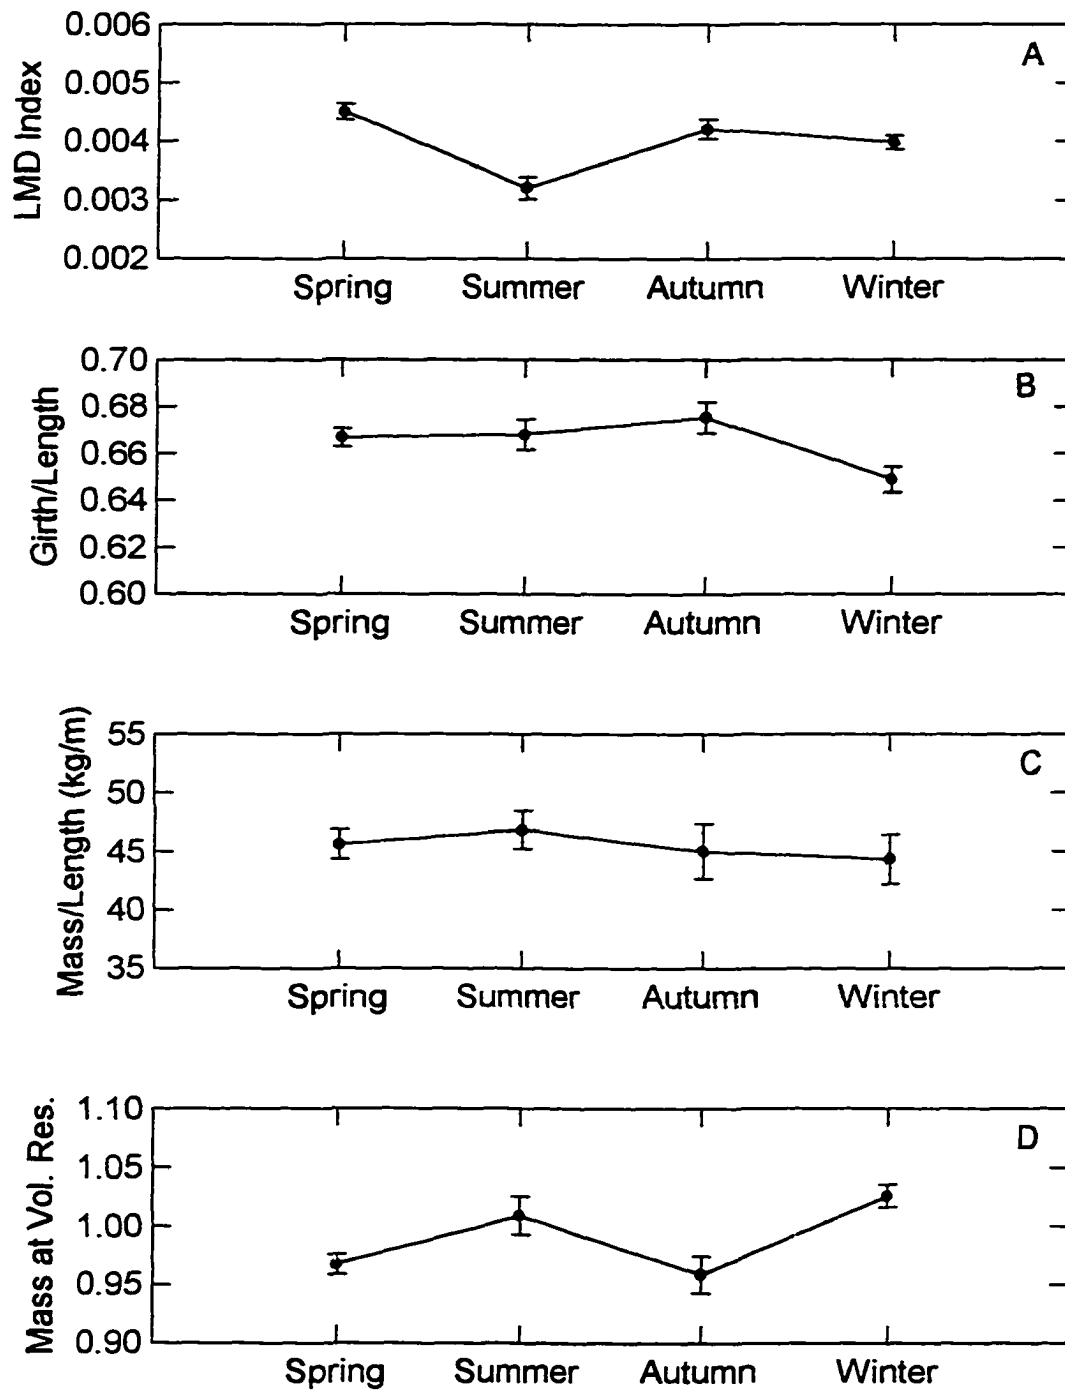 LMD Index
0.006
0.005
0.004
0.003
0.002
A
Spring Summer Autumn Winter
Girth/Length
0.70
0.68
0.66
0.64
0.62
0.60
B
Spring Summer Autumn Winter
Mass/Length (kg/m)
55
50
45
40
35
C
Spring Summer Autumn Winter
Mass at Vol. Res.
1.10
1.05
1.00
0.95
0.90
D
Spring Summer Autumn Winter